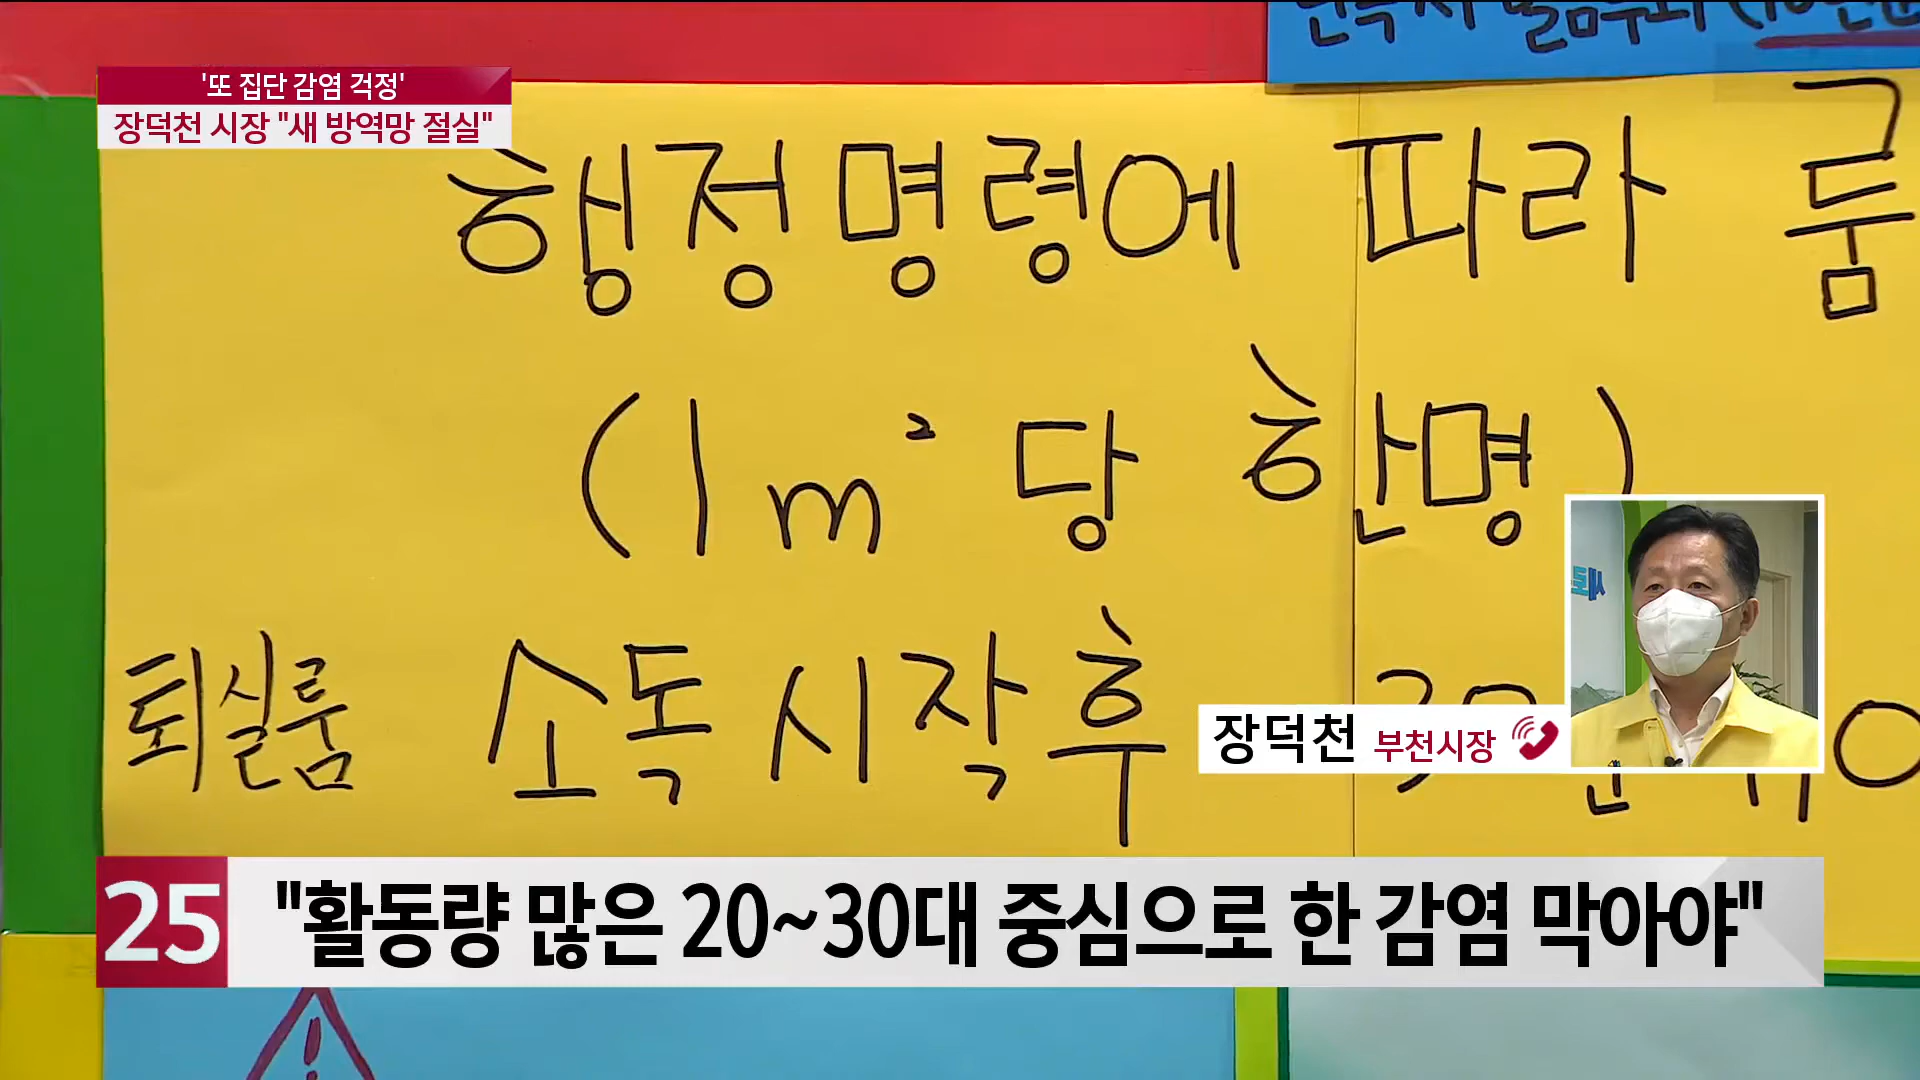 '또 집단 감염 걱정'
장덕천 시장 "새 방역망 절실"
행정명령에 따라 룸
(1m² 당 한명)
퇴실룸 소독시작후
장덕천 부천시장
25 "활동량 많은 20~30대 중심으로 한 감염 막아야"